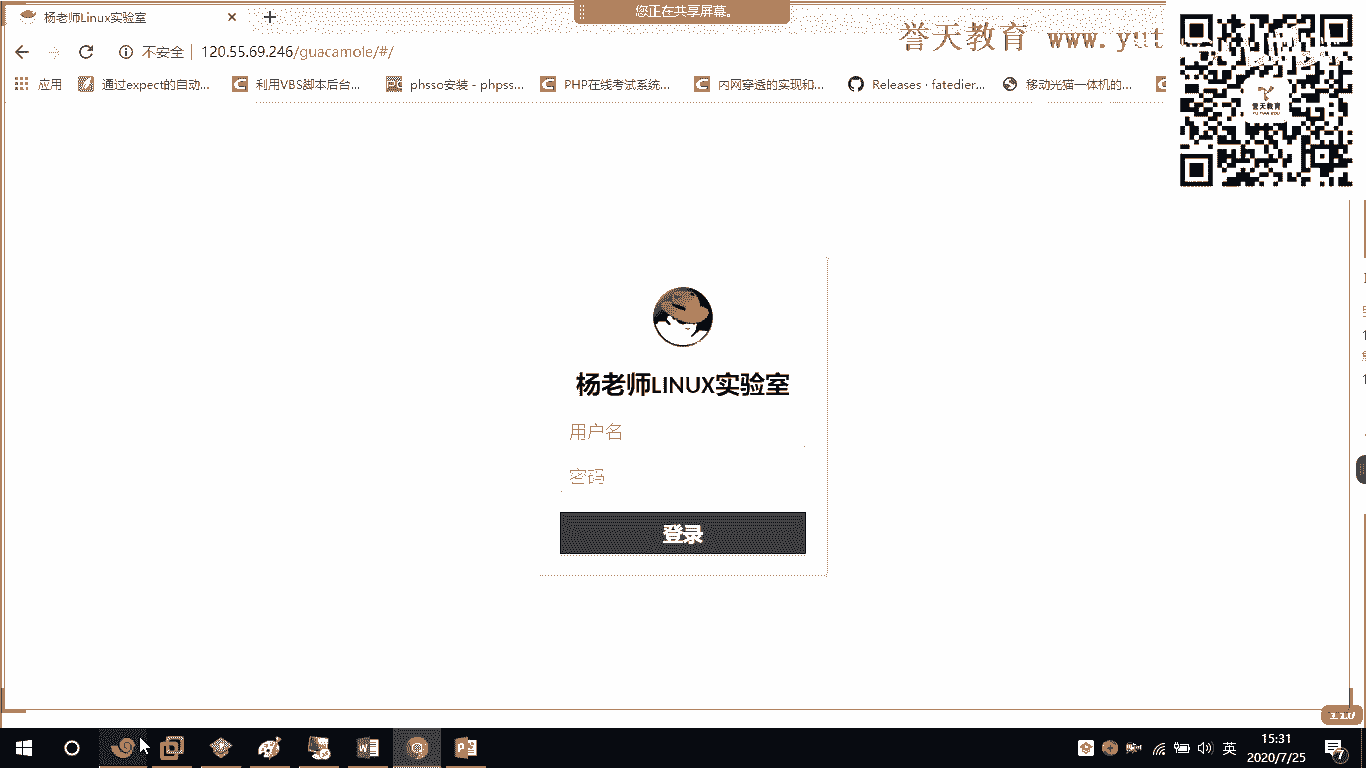 杨老师Linux实验室
您正在共享屏幕。
不安全 120.55.69.246/guacamole/#/
誉天教育 www.yut
应用 通过expect的自动... 利用VBS脚本后台... phsso安装 - phpss... PHP在线考试系统... 内网穿透的实现和... Releases · fatedier... 移动光猫一体机的...
誉天教育
杨老师LINUX实验室
用户名
密码
登录
英
15:31
2020/7/25
7